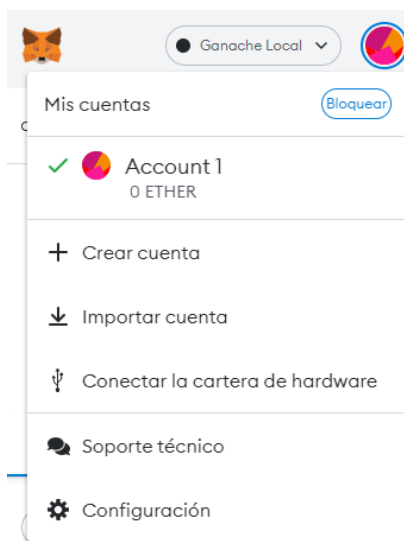 Ganache Local
Mis cuentas
Bloquear
Account 1
0 ETHER
Crear cuenta
Importar cuenta
Conectar la cartera de hardware
Soporte técnico
Configuración